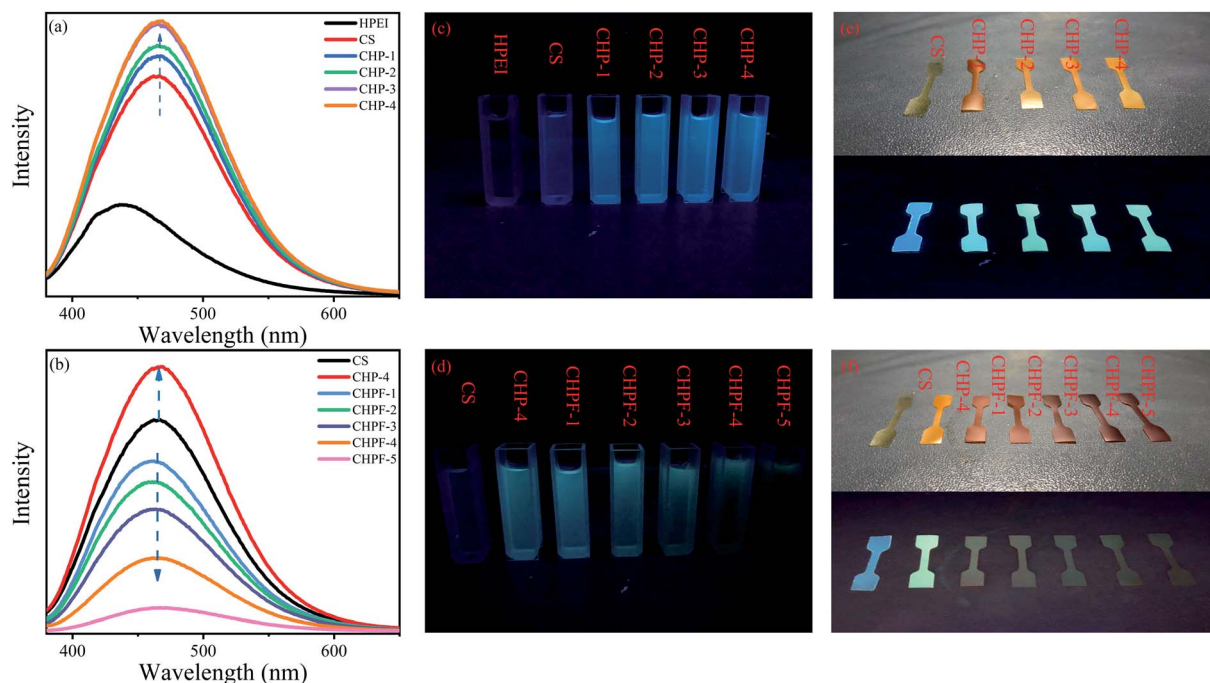 (a)
HPEI
CS
CHP-1
CHP-2
CHP-3
CHP-4
Intensity
400
500
600
Wavelength (nm)
(c)
HPEI
CS
CHP-1
CHP-2
CHP-3
CHP-4
(e)
CS
CHP-1
CHP-2
CHP-3
CHP-4
(b)
CS
CHP-4
CHPF-1
CHPF-2
CHPF-3
CHPF-4
CHPF-5
Intensity
400
500
600
Wavelength (nm)
(d)
CS
CHP-4
CHPF-1
CHPF-2
CHPF-3
CHPF-4
CHPF-5
(f)
CS
CHP-4
CHPF-1
CHPF-2
CHPF-3
CHPF-4
CHPF-5